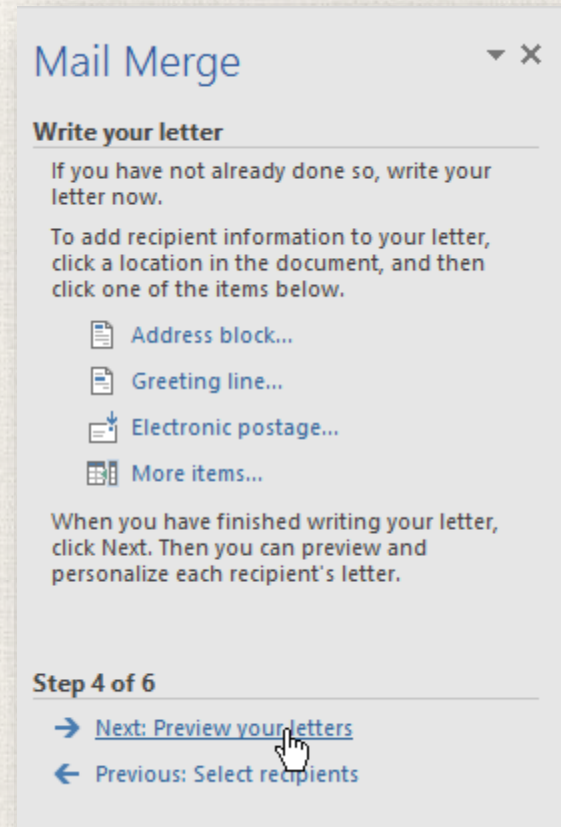 Mail Merge
Write your letter
If you have not already done so, write your
letter now.
To add recipient information to your letter,
click a location in the document, and then
click one of the items below.
Address block...
Greeting line...
Electronic postage...
More items...
When you have finished writing your letter,
click Next. Then you can preview and
personalize each recipient's letter.
Step 4 of 6
Next: Preview your letters
Previous: Select recipients